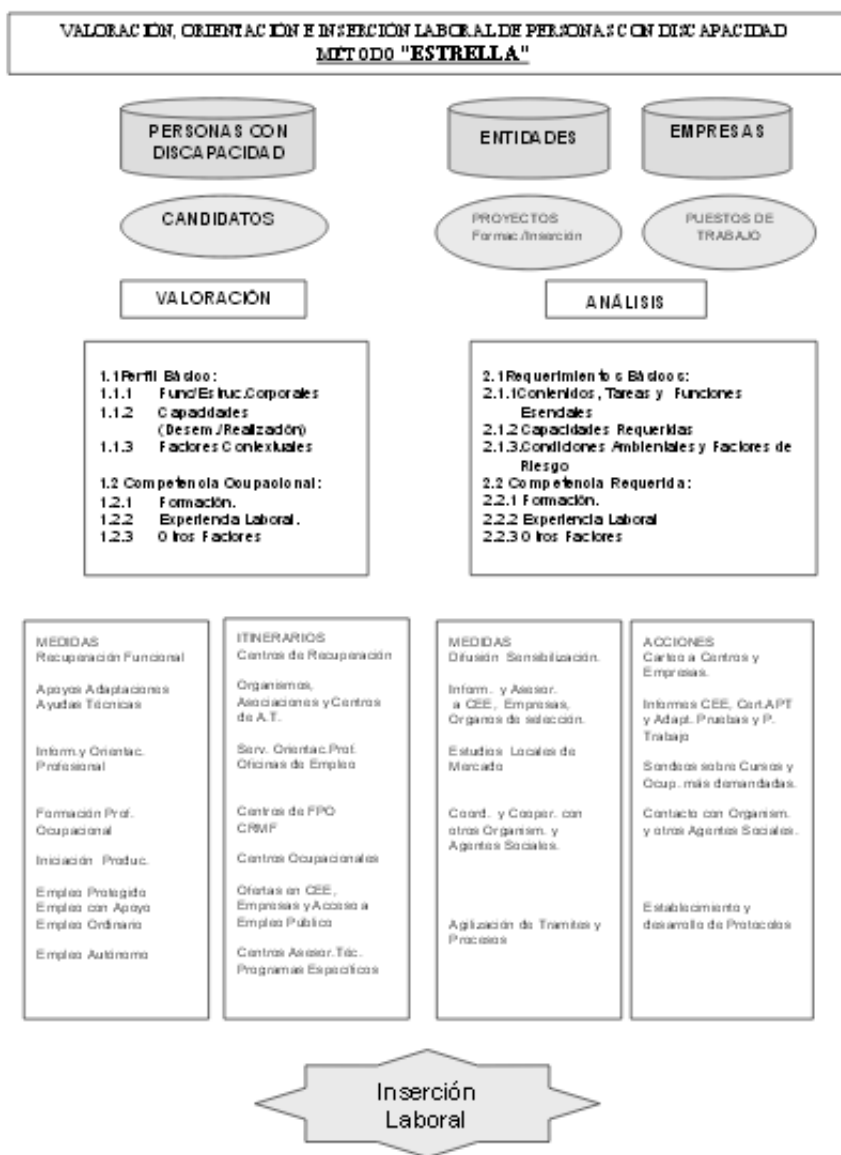 VALORACIÓN, ORIENTACIÓN E INSERCIÓN LABORAL DE PERSONAS CON DISCAPACIDAD
MÉTODO "ESTRELLA"
PERSONAS CON
DISCAPACIDAD
ENTIDADES
EMPRESAS
CANDIDATOS
PROYECTOS
Formac./Inserción
PUESTOS DE
TRABAJO
VALORACIÓN
ANÁLISIS
1.1Perfil Básico:
1.1.1 Func/Estruc.Corporales
1.1.2 Capacidades
(Desem./Realización)
1.1.3 Factores Contextuales
1.2 Competencia Ocupacional:
1.2.1 Formación.
1.2.2 Experiencia Laboral.
1.2.3 Otros Factores
2.1Requerimientos Básicos:
2.1.1Contenidos, Tareas y Funciones
Esenciales
2.1.2 Capacidades Requeridas
2.1.3.Condiciones Ambientales y Factores de
Riesgo
2.2 Competencia Requerida:
2.2.1 Formación.
2.2.2 Experiencia Laboral
2.2.3 Otros Factores
MEDIDAS
Recuperación Funcional
Apoyos Adaptaciones
Ayudas Técnicas
Inform.y Orientac.
Profesional
Formación Prof.
Ocupacional
Iniciación Produc.
Empleo Protegido
Empleo con Apoyo
Empleo Ordinario
Empleo Autónomo
ITINERARIOS
Centros de Recuperación
Organismos,
Asociaciones y Centros
de A.T.
Serv. Orientac.Prof.
Oficinas de Empleo
Centros de FPO
CRMF
Centros Ocupacionales
Ofertas en CEE,
Empresas y Acceso a
Empleo Público
Centros Asesor.Téc.
Programas Específicos
MEDIDAS
Difusión Sensibilización.
Inform. y Asesor.
a CEE, Empresas,
Organos de selección.
Estudios Locales de
Mercado
Coord. y Cooper. con
otros Organism. y
Agentes Sociales.
Agilización de Tramites y
Procesos
ACCIONES
Carteo a Centros y
Empresas.
Informes CEE, Cert.APT
y Adapt. Pruebas y P.
Trabajo
Sondeos sobre Cursos y
Ocup. más demandadas.
Contacto con Organism.
y otros Agentes Sociales.
Establecimiento y
desarrollo de Protocolos
Inserción
Laboral